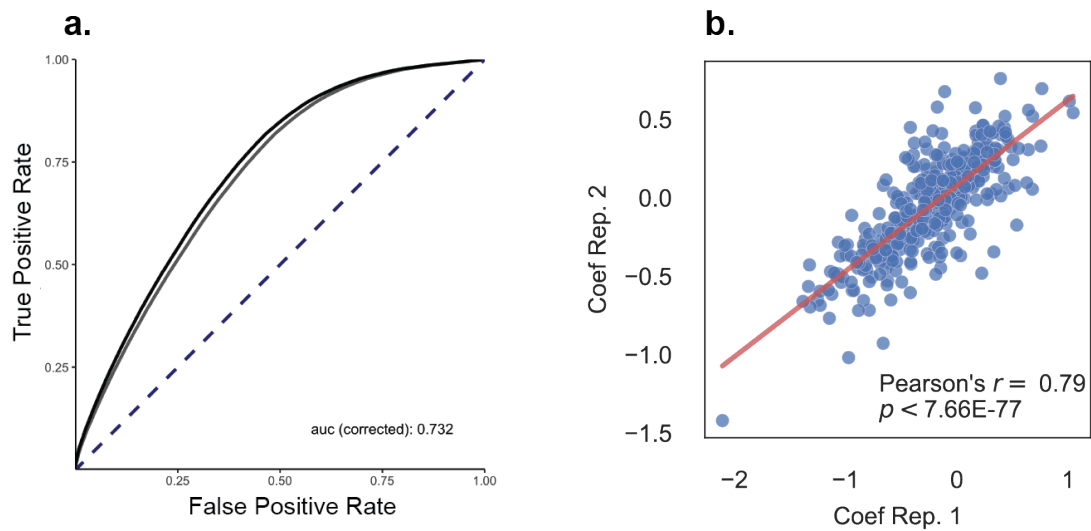 a.
True Positive Rate
1.00
0.75
0.50
0.25
auc (corrected): 0.732
0.25
0.50
0.75
1.00
False Positive Rate
b.
Coef Rep. 2
0.5
0.0
−0.5
−1.0
−1.5
Pearson's r = 0.79
p < 7.66E-77
−2
−1
0
1
Coef Rep. 1